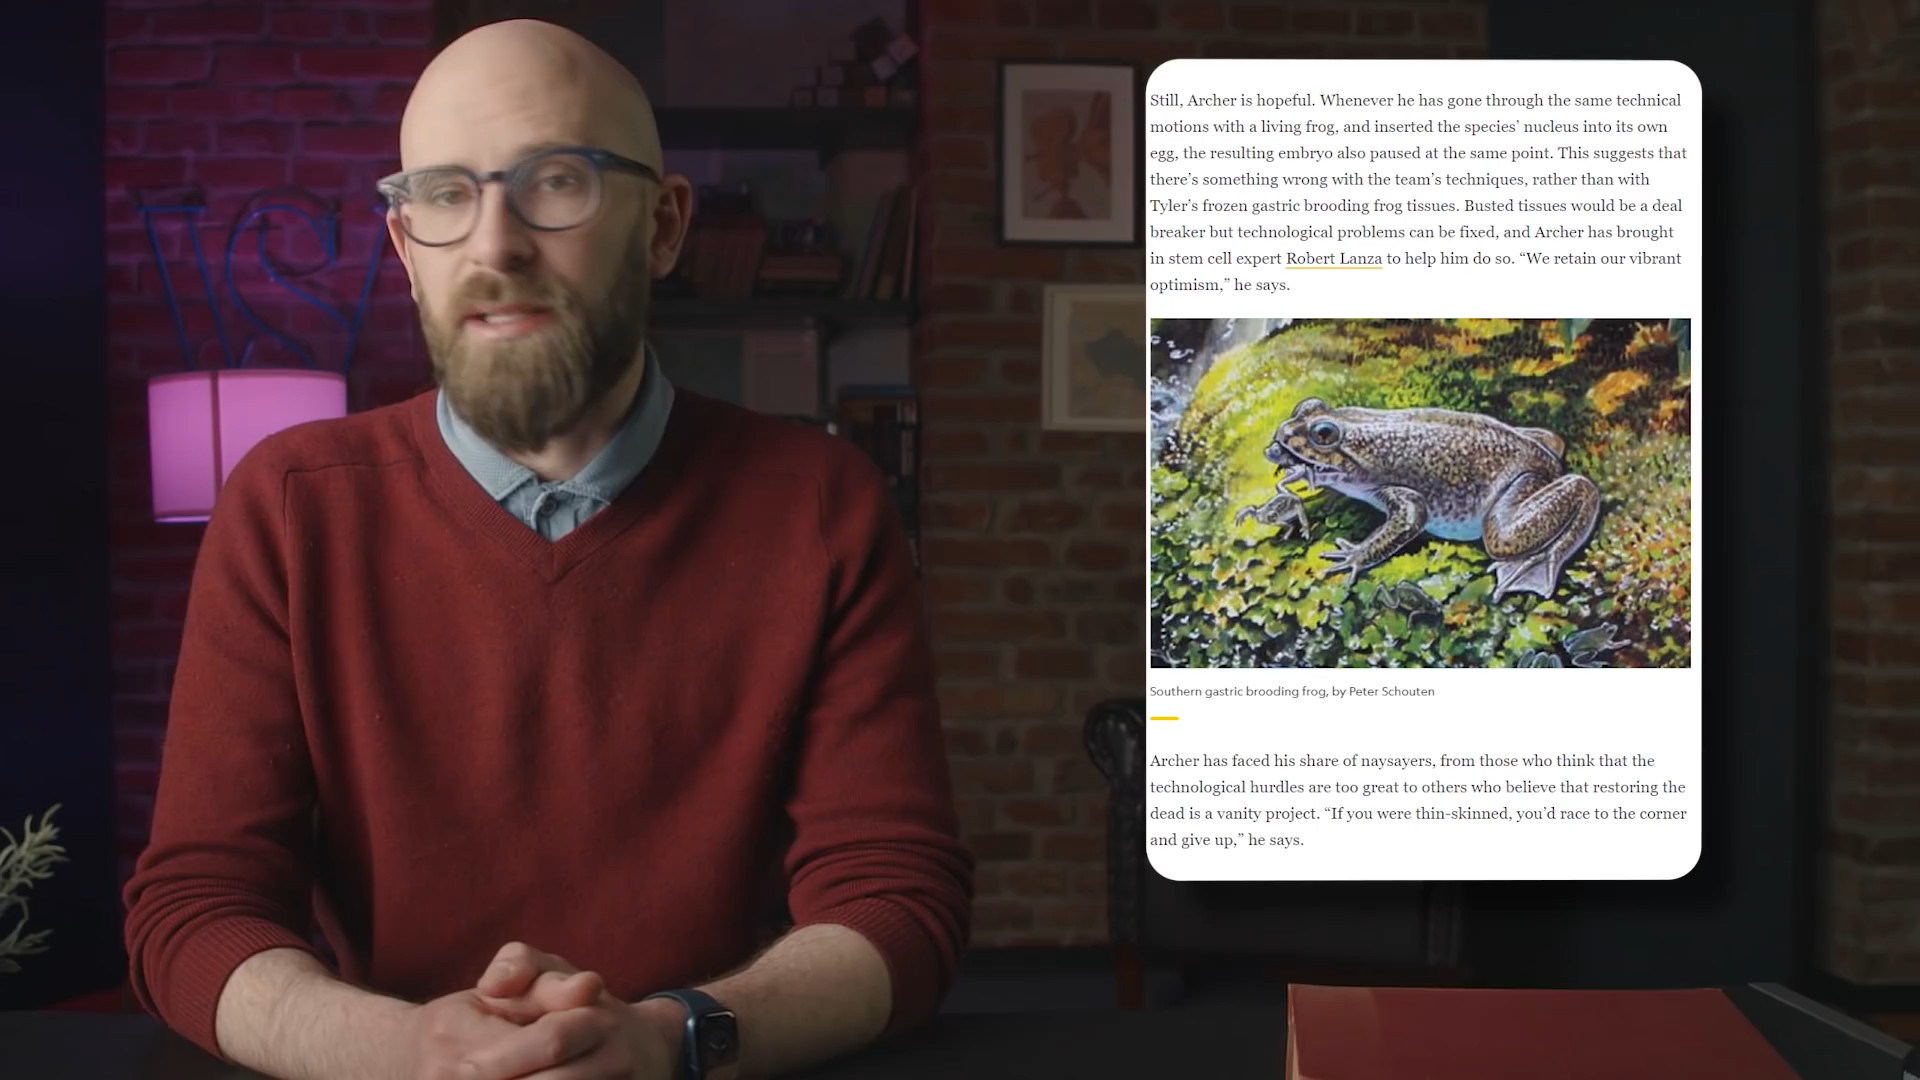 Still, Archer is hopeful. Whenever he has gone through the same technical
motions with a living frog, and inserted the species’ nucleus into its own
egg, the resulting embryo also paused at the same point. This suggests that
there’s something wrong with the team’s techniques, rather than with
Tyler’s frozen gastric brooding frog tissues. Busted tissues would be a deal
breaker but technological problems can be fixed, and Archer has brought
in stem cell expert Robert Lanza to help him do so. “We retain our vibrant
optimism,” he says.
Southern gastric brooding frog, by Peter Schouten
Archer has faced his share of naysayers, from those who think that the
technological hurdles are too great to others who believe that restoring the
dead is a vanity project. “If you were thin-skinned, you’d race to the corner
and give up,” he says.